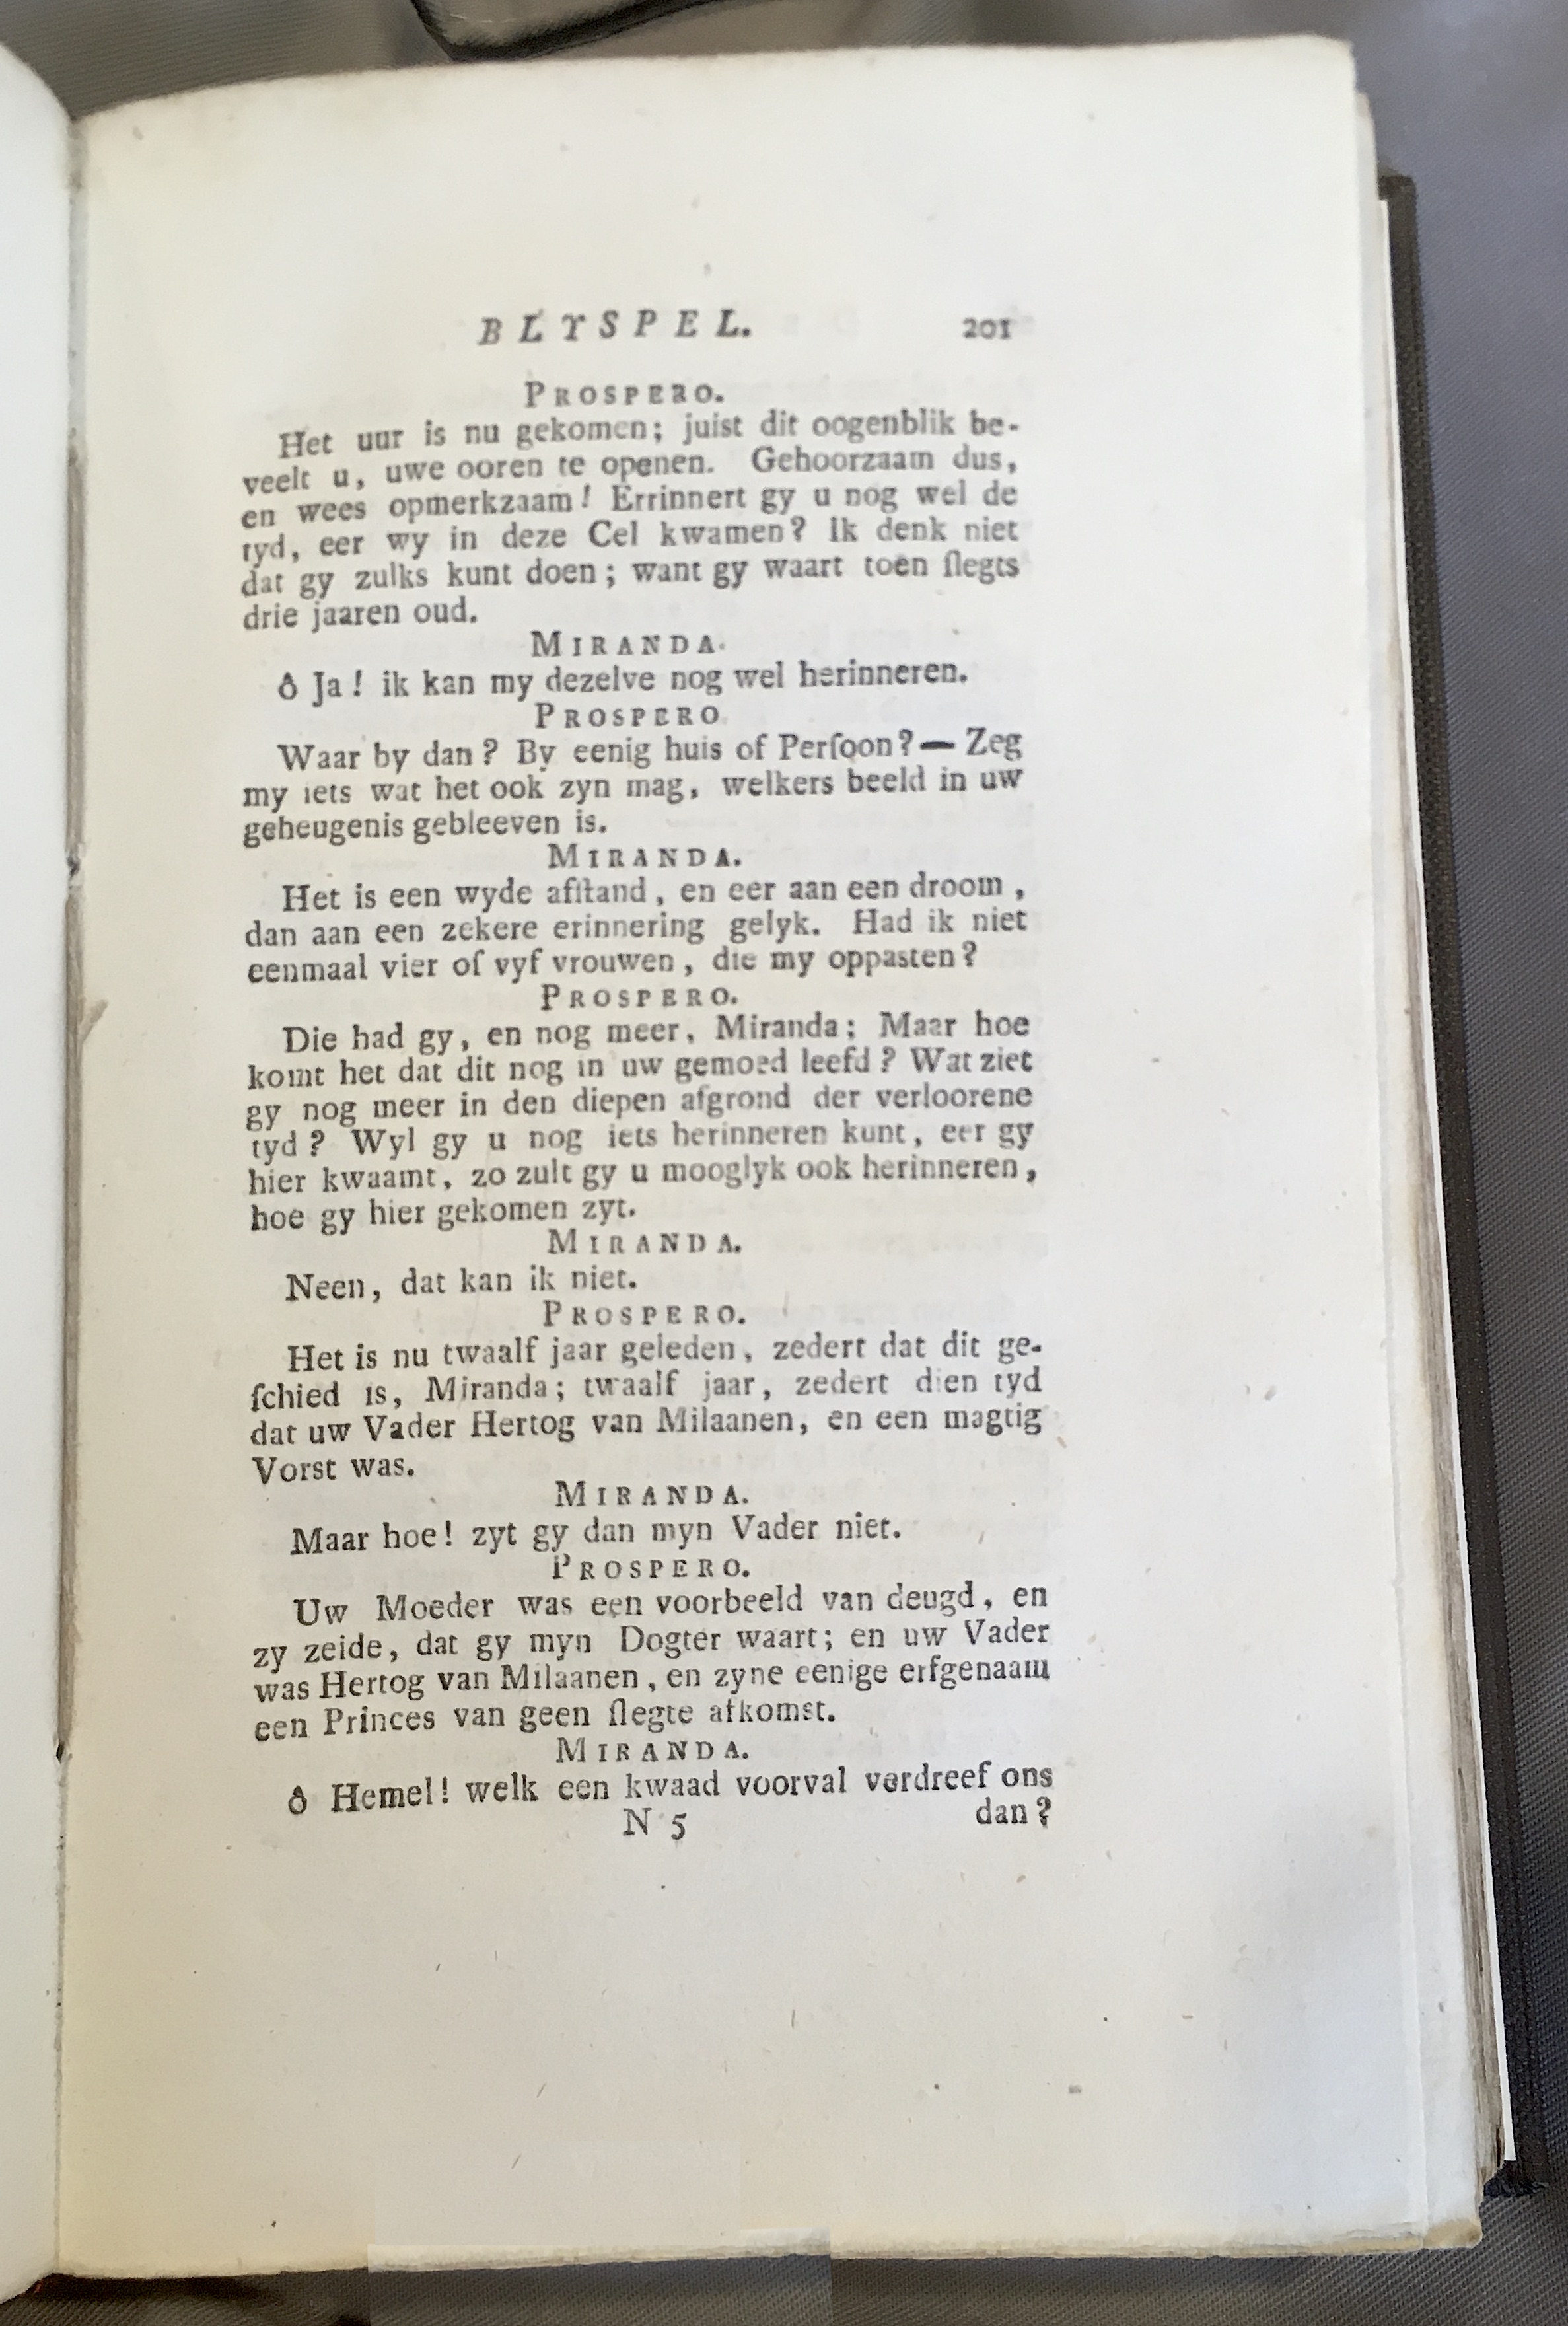 BLYSPEL. 201
PROSPERO.
Het uur is nu gekomen; juist dit oogenblik be-
veelt u, uwe ooren te openen. Gehoorzaam dus,
en wees opmerkzaam! Errinnert gy u nog wel de
tyd, eer wy in deze Cel kwamen? Ik denk niet
dat gy zulks kunt doen; want gy waart toen ſlegts
drie jaaren oud.
MIRANDA.
ô Ja! ik kan my dezelve nog wel herinneren.
PROSPERO
Waar by dan? By eenig huis of Perſoon?— Zeg
my iets wat het ook zyn mag, welkers beeld in uw
geheugenis gebleeven is.
MIRANDA.
Het is een wyde afſtand, en eer aan een droom,
dan aan een zekere erinnering gelyk. Had ik niet
eenmaal vier of vyf vrouwen, die my oppasten?
PROSPERO.
Die had gy, en nog meer, Miranda; Maar hoe
komt het dat dit nog in uw gemoed leefd? Wat ziet
gy nog meer in den diepen afgrond der verloorene
tyd? Wyl gy u nog iets herinneren kunt, eer gy
hier kwaamt, zo zult gy u mooglyk ook herinneren,
hoe gy hier gekomen zyt.
MIRANDA.
Neen, dat kan ik niet.
PROSPERO.
Het is nu twaalf jaar geleden, zedert dat dit ge-
ſchied is, Miranda; twaalf jaar, zedert dien tyd
dat uw Vader Hertog van Milaanen, en een magtig
Vorst was.
MIRANDA.
Maar hoe! zyt gy dan myn Vader niet.
PROSPERO.
Uw Moeder was een voorbeeld van deugd, en
zy zeide, dat gy myn Dogter waart; en uw Vader
was Hertog van Milaanen, en zyne eenige erfgenaam
een Princes van geen ſlegte afkomst.
MIRANDA.
ô Hemel! welk een kwaad voorval verdreef ons
N 5 dan?